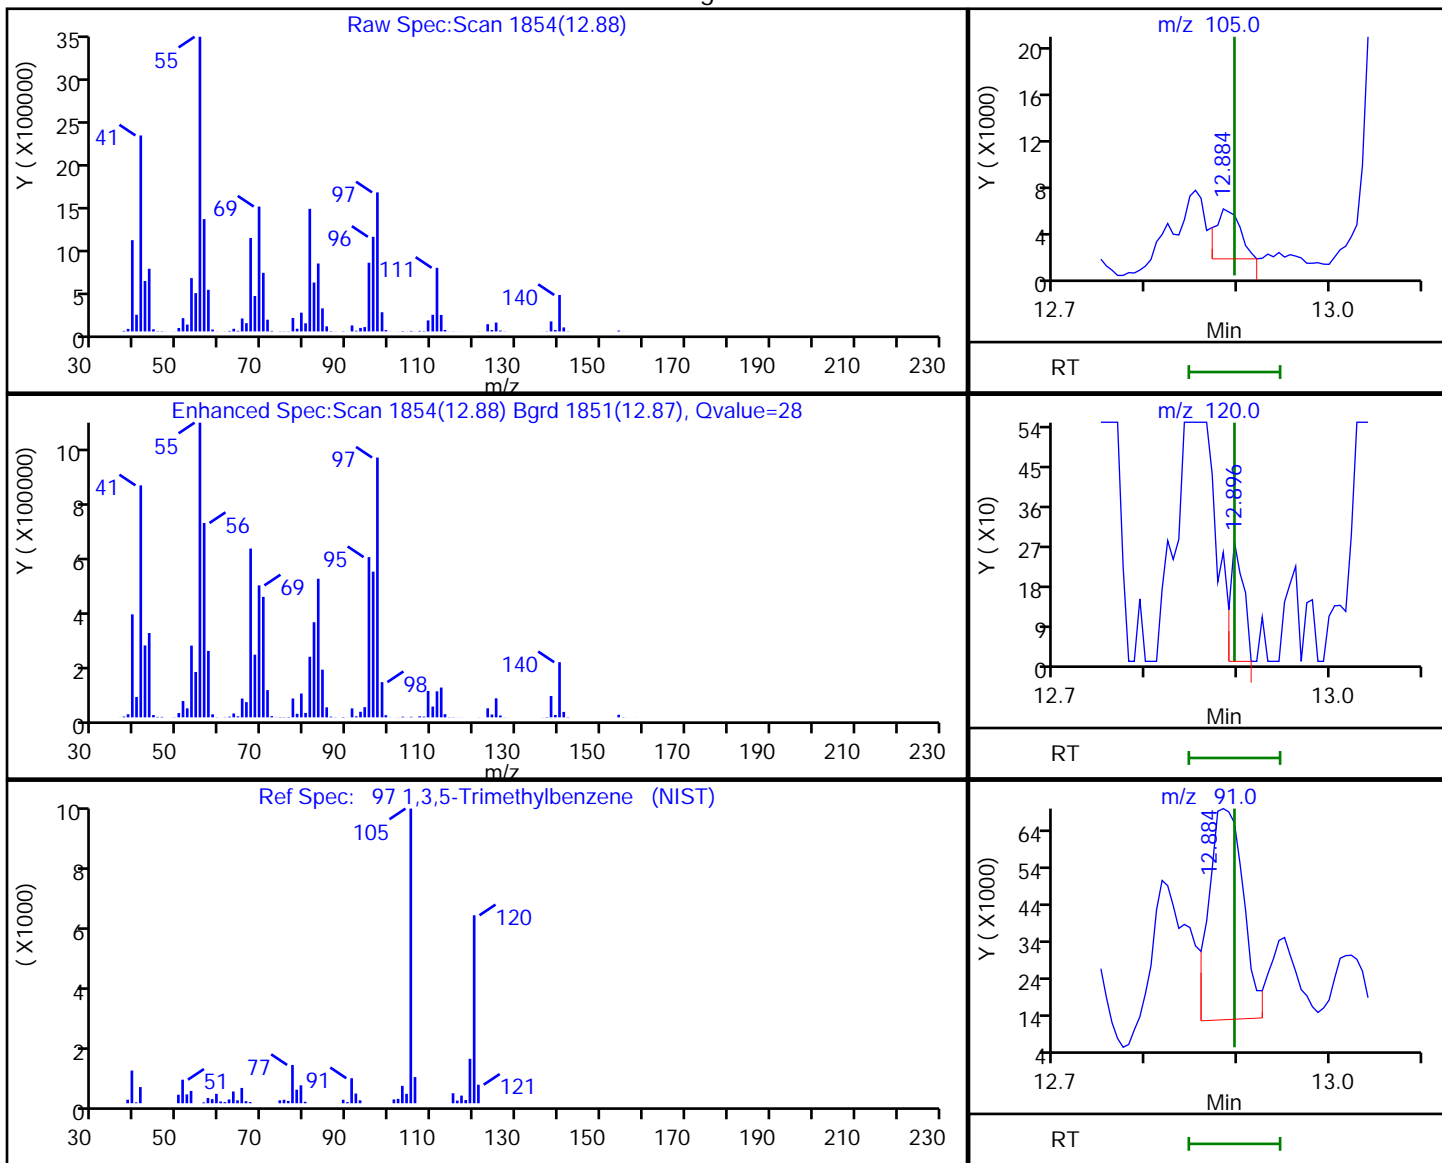 Raw Spec:Scan 1854(12.88)
Y ( X100000)
35
30
25
20
15
10
5
0
55
41
97
69
96
111
140
30 50 70 90 110 130 150 170 190 210 230
m/z
m/z 105.0
Y ( X1000)
20
16
12
8
4
0
12.884
12.7 13.0
Min
RT
Enhanced Spec:Scan 1854(12.88) Bgrd 1851(12.87), Qvalue=28
Y ( X100000)
10
8
6
4
2
0
55
97
41
56
95
69
140
98
30 50 70 90 110 130 150 170 190 210 230
m/z
m/z 120.0
Y ( X10)
54
45
36
27
18
9
0
12.896
12.7 13.0
Min
RT
Ref Spec: 97 1,3,5-Trimethylbenzene (NIST)
( X1000)
10
8
6
4
2
0
105
120
77
91
51
121
30 50 70 90 110 130 150 170 190 210 230
m/z 91.0
Y ( X1000)
64
54
44
34
24
14
4
12.884
12.7 13.0
Min
RT